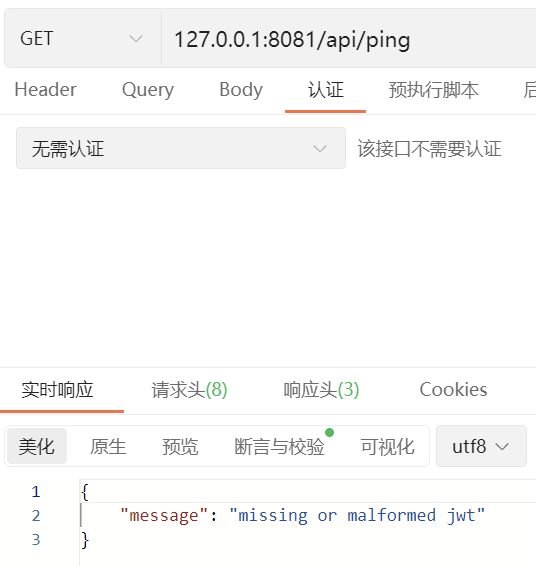 GET 127.0.0.1:8081/api/ping
Header Query Body 认证 预执行脚本 后
无需认证 该接口不需要认证
实时响应 请求头(8) 响应头(3) Cookies
美化 原生 预览 断言与校验 可视化 utf8
1 {
2 "message": "missing or malformed jwt"
3 }